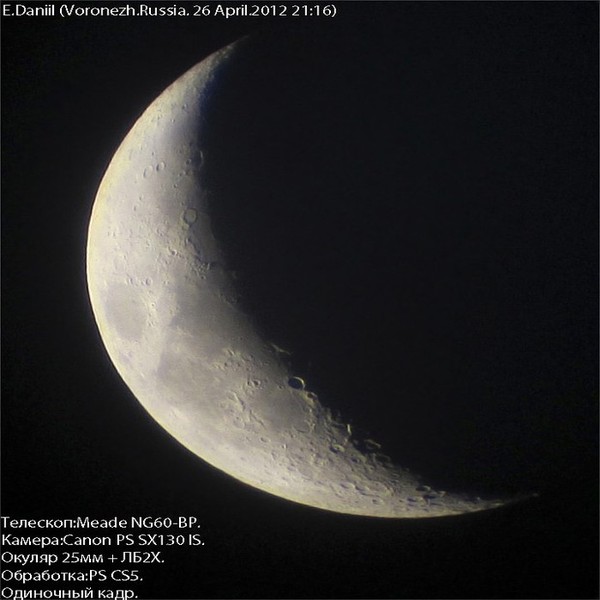 E.Daniil (Voronezh.Russia. 26 April.2012 21:16)
Телескоп:Meade NG60-BP.
Камера:Canon PS SX130 IS.
Окуляр 25мм + ЛБ2Х.
Обработка:PS CS5.
Одиночный кадр.